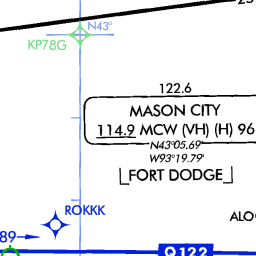 N43°
KP78G
122.6
MASON CITY
114.9 MCW (VH) (H) 96
N43°05.69'
W93°19.79'
FORT DODGE
ROKKK
ALO
89
Q122